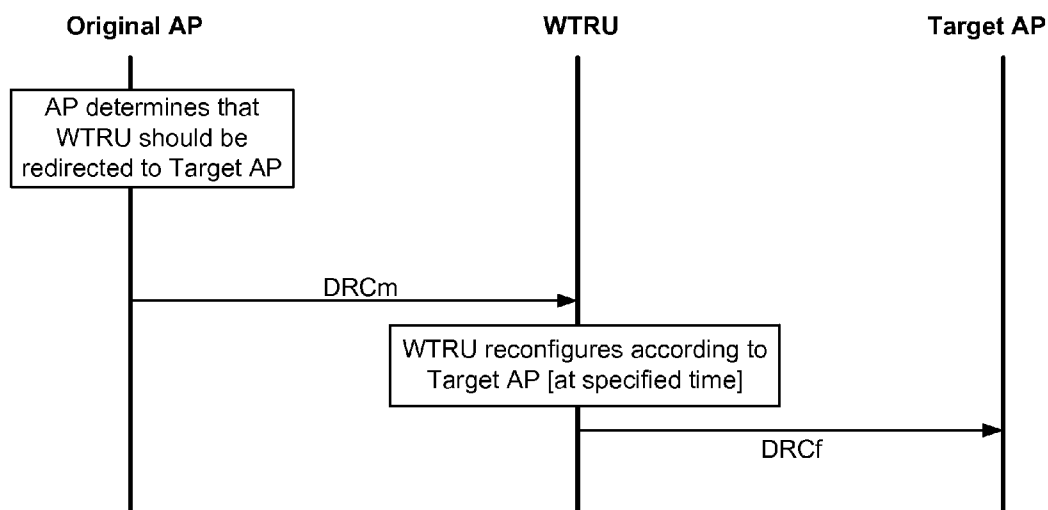 Original AP
WTRU
Target AP
AP determines that
WTRU should be
redirected to Target AP
DRCm
WTRU reconfigures according to
Target AP [at specified time]
DRCf